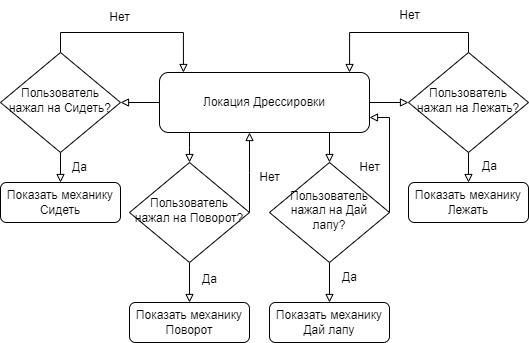 Нет
Нет
Пользователь
нажал на Сидеть?
Локация Дрессировки
Пользователь
нажал на Лежать?
Да
Да
Показать механику
Сидеть
Пользователь
нажал на Поворот?
Нет
Пользователь
нажал на Дай
лапу?
Нет
Показать механику
Лежать
Да
Да
Показать механику
Поворот
Показать механику
Дай лапу